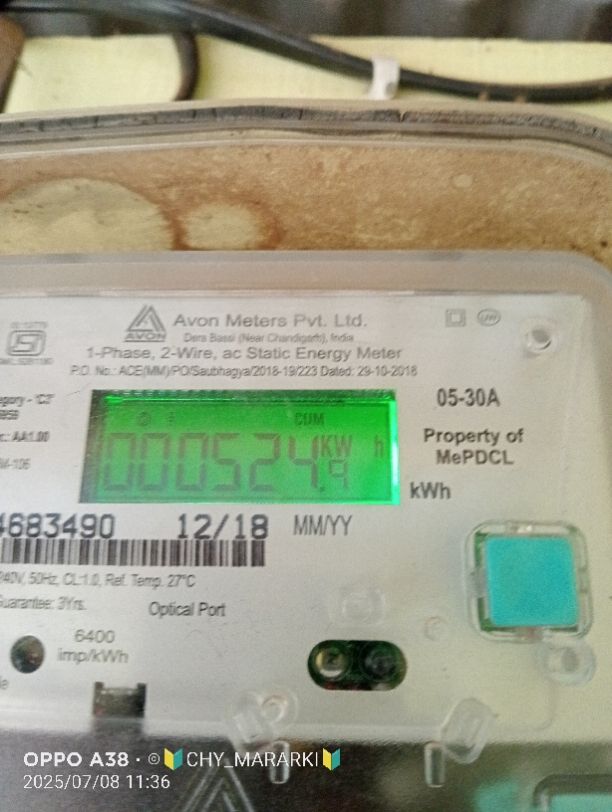 Avon Meters Pvt. Ltd.
AVON
Dera Bassi (Near Chandigarh), India
1-Phase, 2-Wire, ac Static Energy Meter
P.O. No.: ACE(MM)/PO/Saubhagya/2018-19/223 Dated: 29-10-2018
05-30A
CUM
000524.9 KW h
Property of
MePDCL
kWh
4683490 12/18 MM/YY
240V, 50Hz, CL:1.0, Ref. Temp. 27°C
Guarantee: 3Yrs.
Optical Port
6400
imp/kWh
AVON
OPPO A38 · ©🔰CHY_MARARKI🔰
2025/07/08 11:36